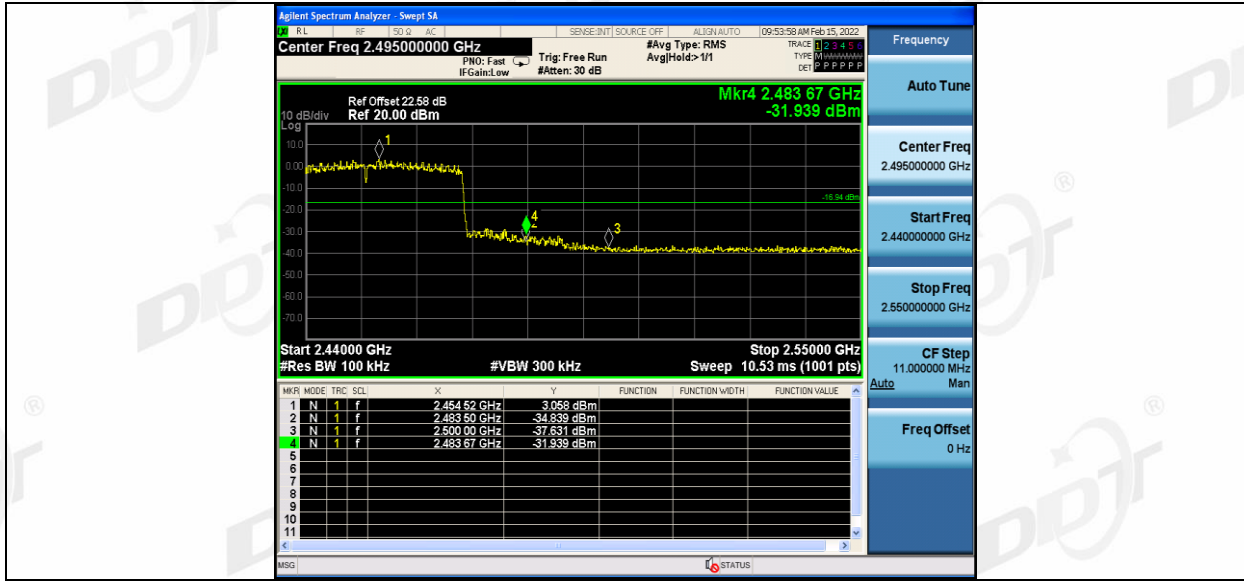 Agilent Spectrum Analyzer - Swept SA
RL RF 50 Ω AC SENSE:INT SOURCE OFF ALIGN AUTO 09:53:58 AM Feb 15, 2022
Center Freq 2.495000000 GHz #Avg Type: RMS TRACE 1 2 3 4 5 6
PNO: Fast Trig: Free Run Avg|Hold:>1/1 TYPE M
IFGain:Low #Atten: 30 dB DET P P P P P P
Mkr4 2.483 67 GHz
-31.939 dBm
Ref Offset 22.58 dB
10 dB/div Ref 20.00 dBm
Log
10.0
0.00
-10.0
-20.0
-30.0
-40.0
-50.0
-60.0
-70.0
1
4
2
3
-16.94 dBm
Start 2.44000 GHz Stop 2.55000 GHz
#Res BW 100 kHz #VBW 300 kHz Sweep 10.53 ms (1001 pts)
MKR MODE TRC SCL X Y FUNCTION FUNCTION WIDTH FUNCTION VALUE
1 N 1 f 2.454 52 GHz 3.058 dBm
2 N 1 f 2.483 50 GHz -34.839 dBm
3 N 1 f 2.500 00 GHz -37.631 dBm
4 N 1 f 2.483 67 GHz -31.939 dBm
5
6
7
8
9
10
11
MSG STATUS
Frequency
Auto Tune
Center Freq
2.495000000 GHz
Start Freq
2.440000000 GHz
Stop Freq
2.550000000 GHz
CF Step
11.000000 MHz
Auto Man
Freq Offset
0 Hz
DDT
®